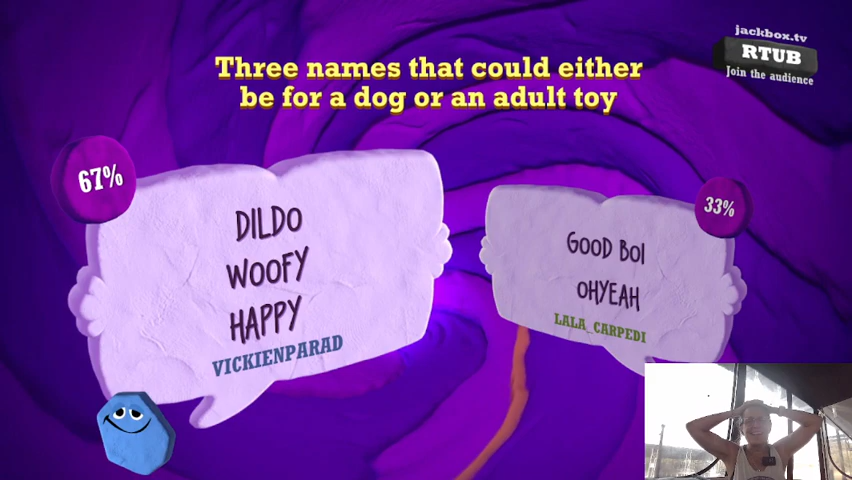 jackbox.tv
RTUB
Join the audience
Three names that could either
be for a dog or an adult toy
67%
DILDO
WOOFY
HAPPY
VICKIENPARAD
33%
GOOD BOI
OHYEAH
LALA_CARPEDI